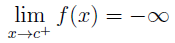 lim f(x) = −∞
x→c⁺